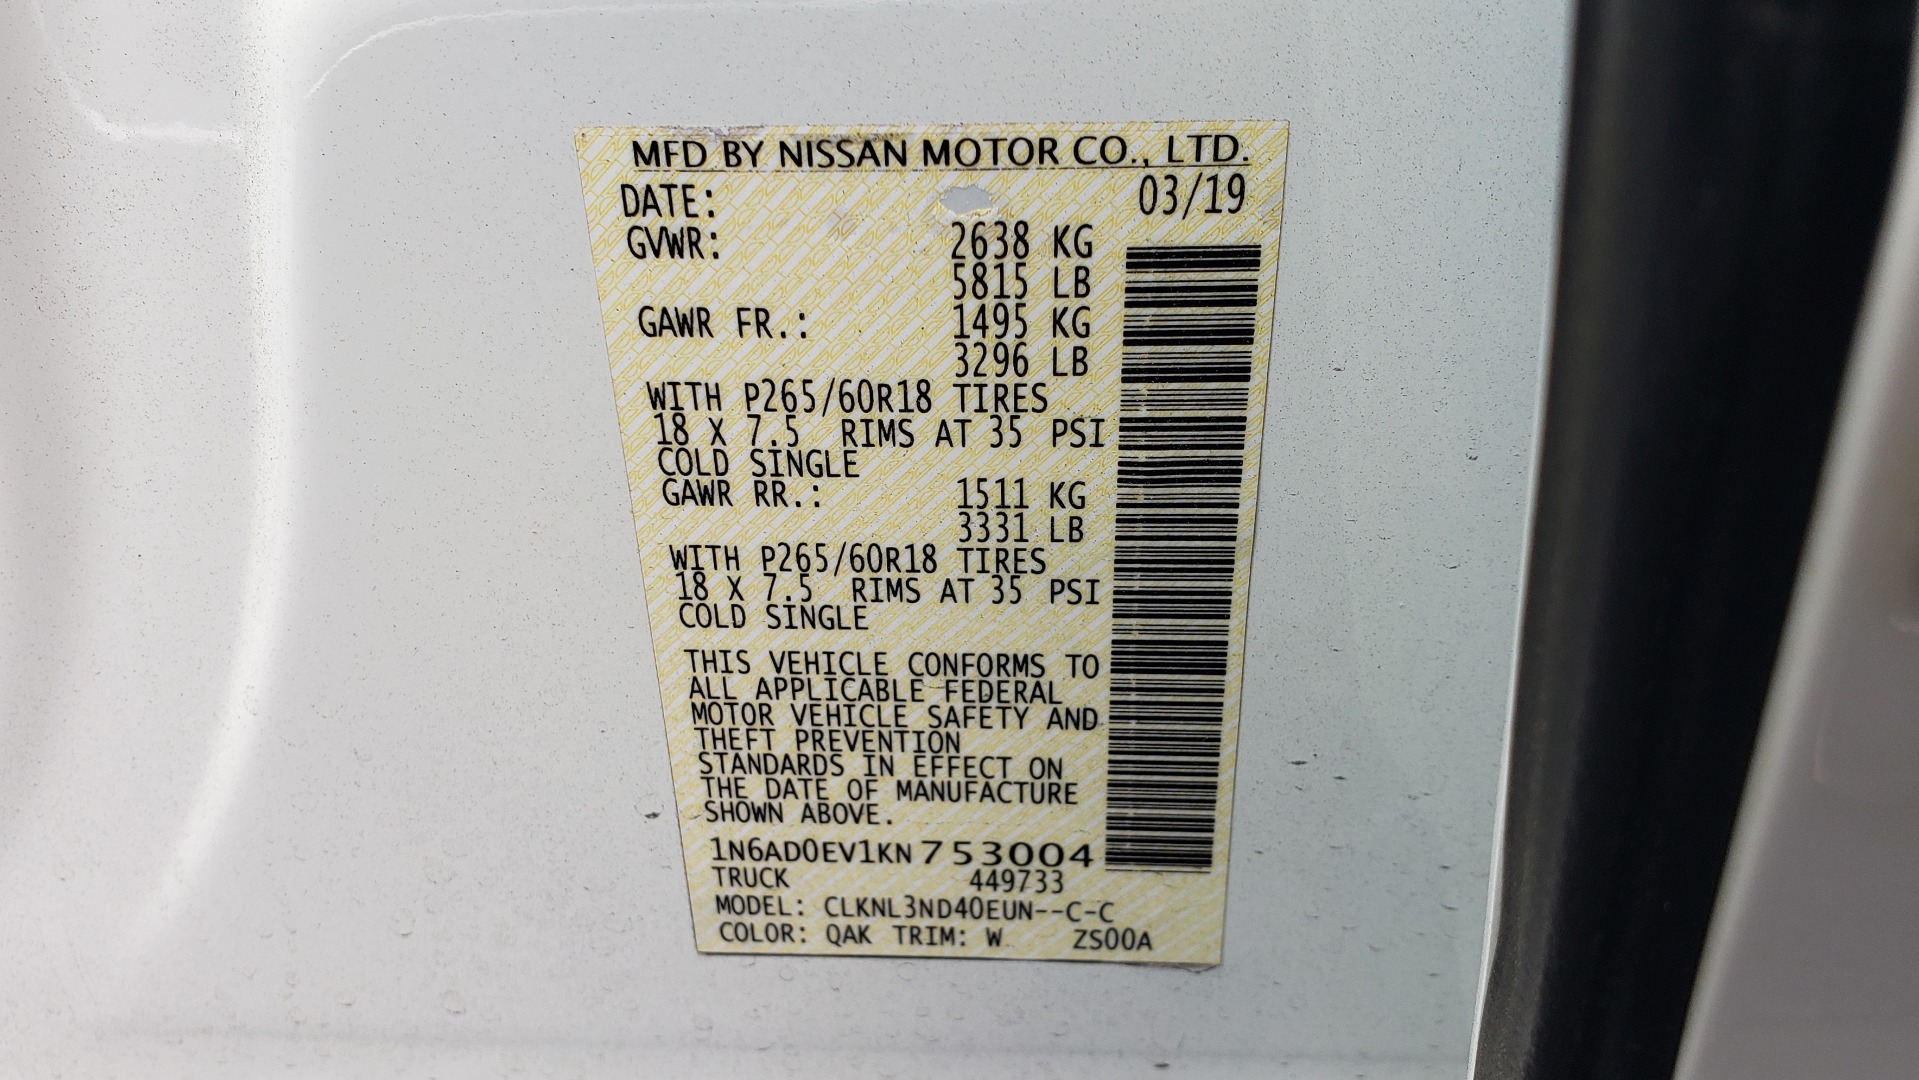 MFD BY NISSAN MOTOR CO., LTD.
DATE: 03/19
GVWR: 2638 KG
5815 LB
GAWR FR.: 1495 KG
3296 LB
WITH P265/60R18 TIRES
18 X 7.5 RIMS AT 35 PSI
COLD SINGLE
GAWR RR.: 1511 KG
3331 LB
WITH P265/60R18 TIRES
18 X 7.5 RIMS AT 35 PSI
COLD SINGLE
THIS VEHICLE CONFORMS TO
ALL APPLICABLE FEDERAL
MOTOR VEHICLE SAFETY AND
THEFT PREVENTION
STANDARDS IN EFFECT ON
THE DATE OF MANUFACTURE
SHOWN ABOVE.
1N6AD0EV1KN753004
TRUCK 449733
MODEL: CLKNL3ND40EUN--C-C
COLOR: QAK TRIM: W ZS00A